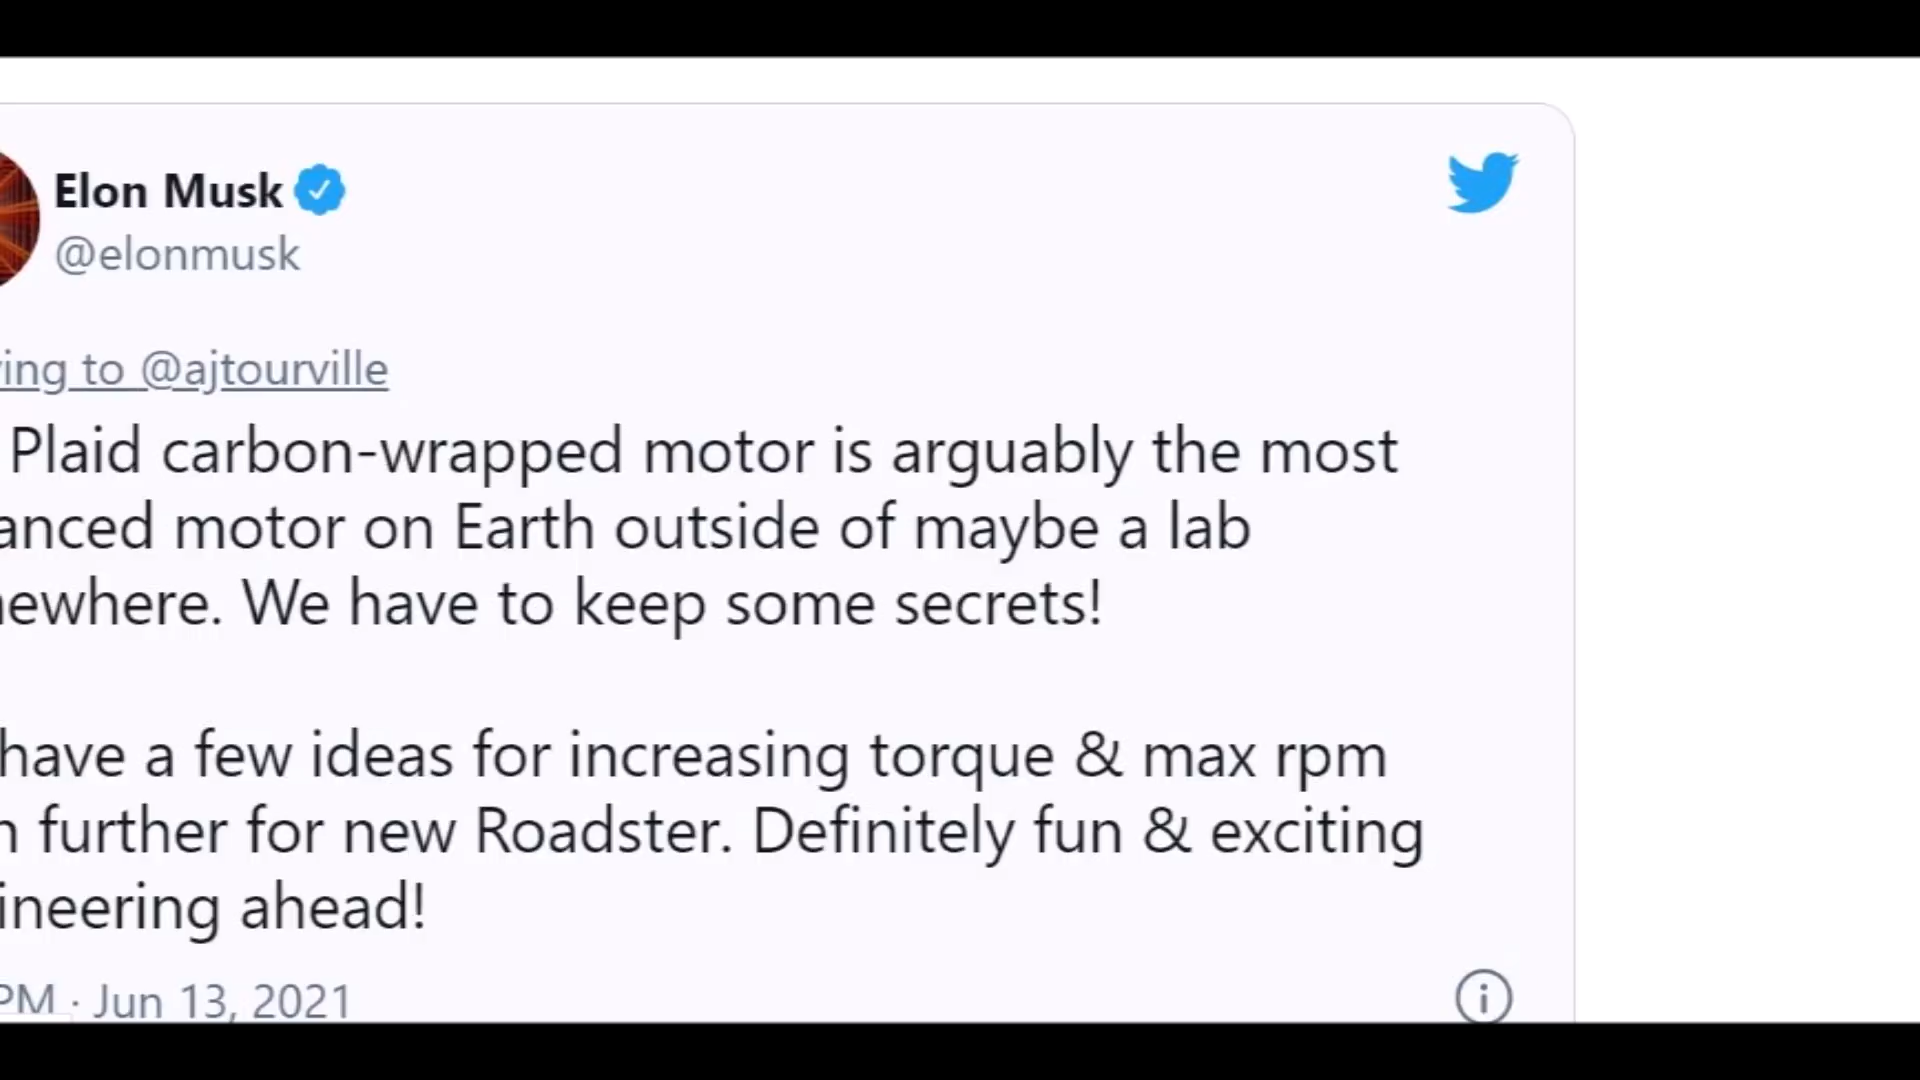 Elon Musk
@elonmusk
ying to @ajtourville
Plaid carbon-wrapped motor is arguably the most
anced motor on Earth outside of maybe a lab
ewhere. We have to keep some secrets!
have a few ideas for increasing torque & max rpm
n further for new Roadster. Definitely fun & exciting
ineering ahead!
PM · Jun 13, 2021